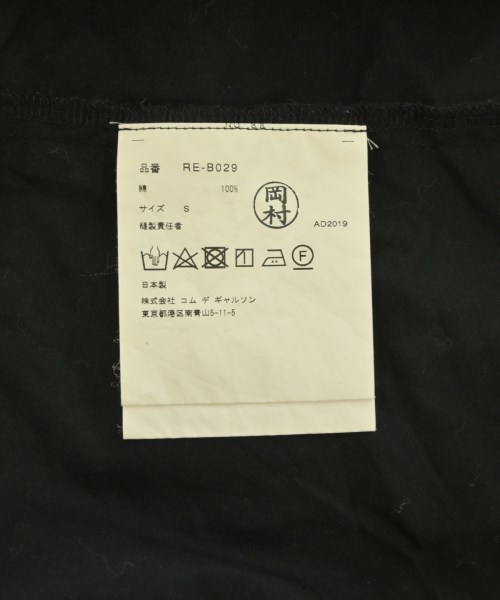 品番 RE-B029
綿 100%
サイズ S
岡村
縫製責任者 AD2019
F
日本製
株式会社 コム デ ギャルソン
東京都港区南青山5-11-5